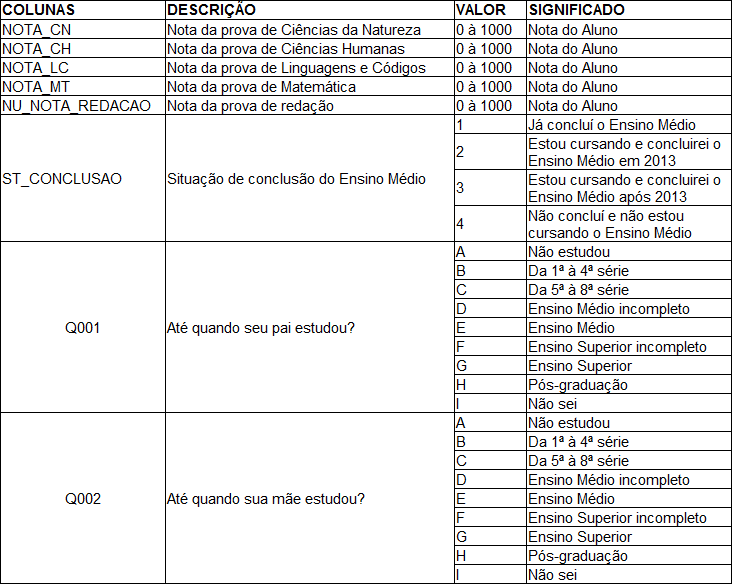 COLUNAS DESCRIÇÃO VALOR SIGNIFICADO
NOTA_CN Nota da prova de Ciências da Natureza 0 à 1000 Nota do Aluno
NOTA_CH Nota da prova de Ciências Humanas 0 à 1000 Nota do Aluno
NOTA_LC Nota da prova de Linguagens e Códigos 0 à 1000 Nota do Aluno
NOTA_MT Nota da prova de Matemática 0 à 1000 Nota do Aluno
NU_NOTA_REDACAO Nota da prova de redação 0 à 1000 Nota do Aluno
ST_CONCLUSAO Situação de conclusão do Ensino Médio
1 Já concluí o Ensino Médio
2 Estou cursando e concluirei o
Ensino Médio em 2013
3 Estou cursando e concluirei o
Ensino Médio após 2013
4 Não concluí e não estou
cursando o Ensino Médio
Q001 Até quando seu pai estudou?
A Não estudou
B Da 1ª à 4ª série
C Da 5ª à 8ª série
D Ensino Médio incompleto
E Ensino Médio
F Ensino Superior incompleto
G Ensino Superior
H Pós-graduação
I Não sei
Q002 Até quando sua mãe estudou?
A Não estudou
B Da 1ª à 4ª série
C Da 5ª à 8ª série
D Ensino Médio incompleto
E Ensino Médio
F Ensino Superior incompleto
G Ensino Superior
H Pós-graduação
I Não sei